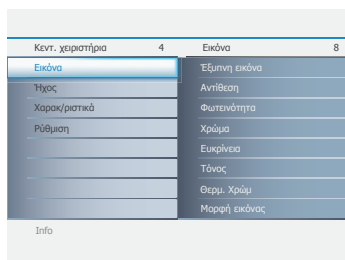 Κεντ. χειριστήρια 4
Εικόνα
Ήχος
Χαρακ/ριστικά
Ρύθμιση
Εικόνα 8
Έξυπνη εικόνα
Αντίθεση
Φωτεινότητα
Χρώμα
Ευκρίνεια
Τόνος
Θερμ. Χρώμ
Μορφή εικόνας
Info